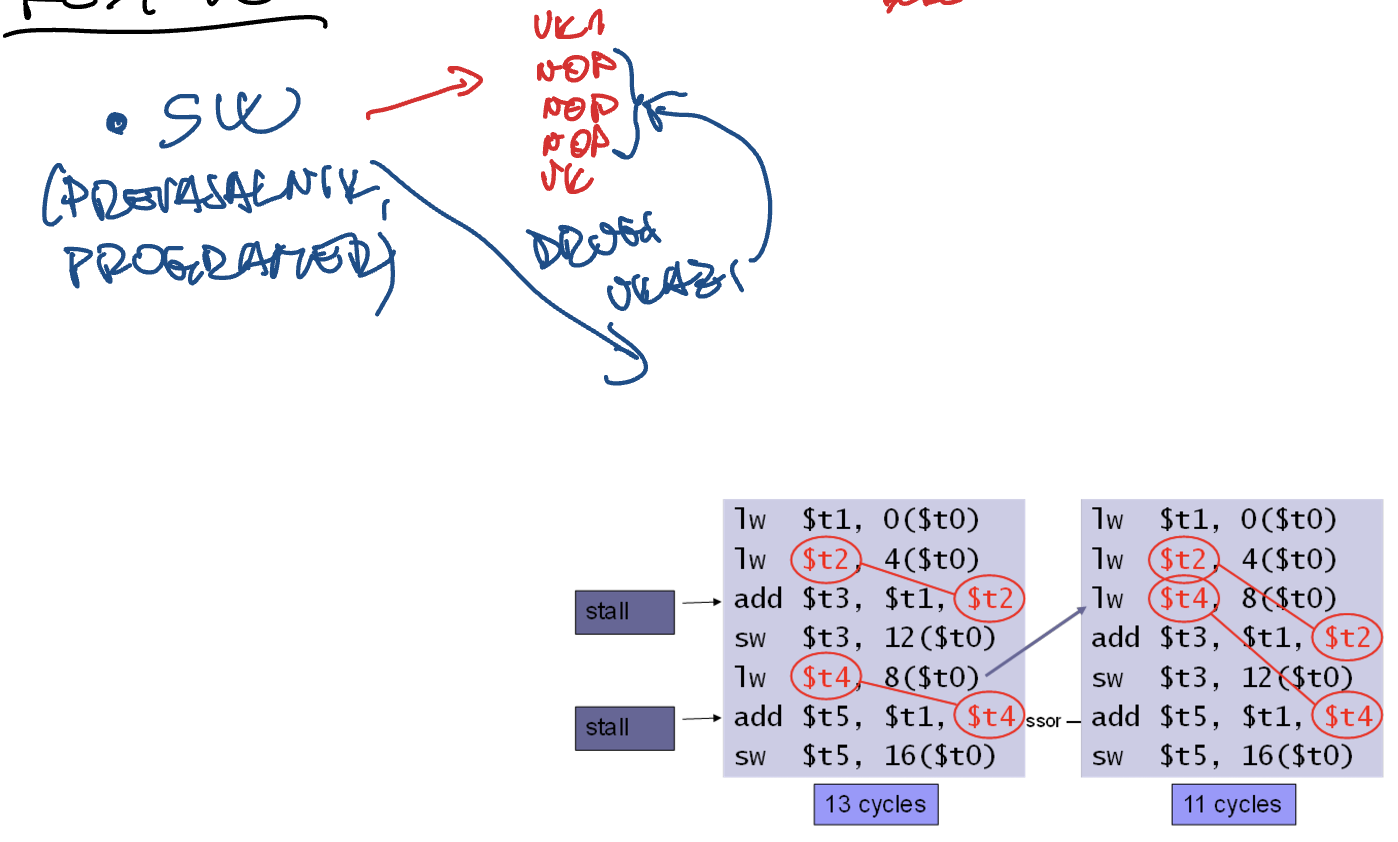 • SW
(PREVAJALNIK,
PROGRAMER)
UK1
NOP
NOP
NOP
UK
DRUGI
UKAZI
stall
stall
lw $t1, 0($t0)
lw $t2, 4($t0)
add $t3, $t1, $t2
sw $t3, 12($t0)
lw $t4, 8($t0)
add $t5, $t1, $t4
sw $t5, 16($t0)
13 cycles
ssor
lw $t1, 0($t0)
lw $t2, 4($t0)
lw $t4, 8($t0)
add $t3, $t1, $t2
sw $t3, 12($t0)
add $t5, $t1, $t4
sw $t5, 16($t0)
11 cycles